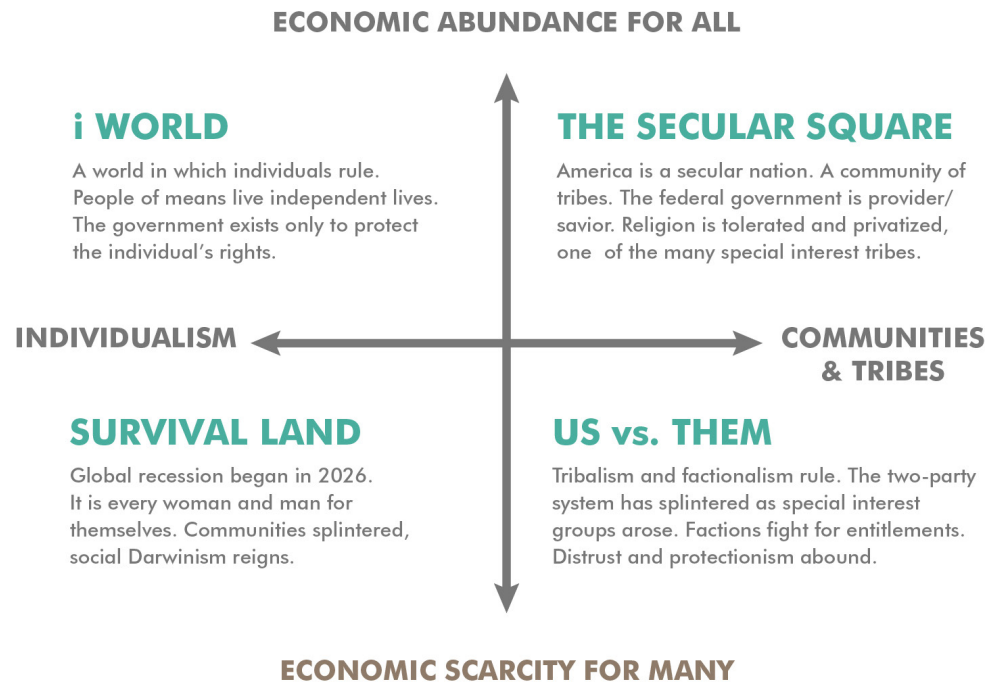 ECONOMIC ABUNDANCE FOR ALL
i WORLD
A world in which individuals rule.
People of means live independent lives.
The government exists only to protect
the individual's rights.
THE SECULAR SQUARE
America is a secular nation. A community of
tribes. The federal government is provider/
savior. Religion is tolerated and privatized,
one  of the many special interest tribes.
INDIVIDUALISM
COMMUNITIES
& TRIBES
SURVIVAL LAND
Global recession began in 2026.
It is every woman and man for
themselves. Communities splintered,
social Darwinism reigns.
US vs. THEM
Tribalism and factionalism rule. The two-party
system has splintered as special interest
groups arose. Factions fight for entitlements.
Distrust and protectionism abound.
ECONOMIC SCARCITY FOR MANY